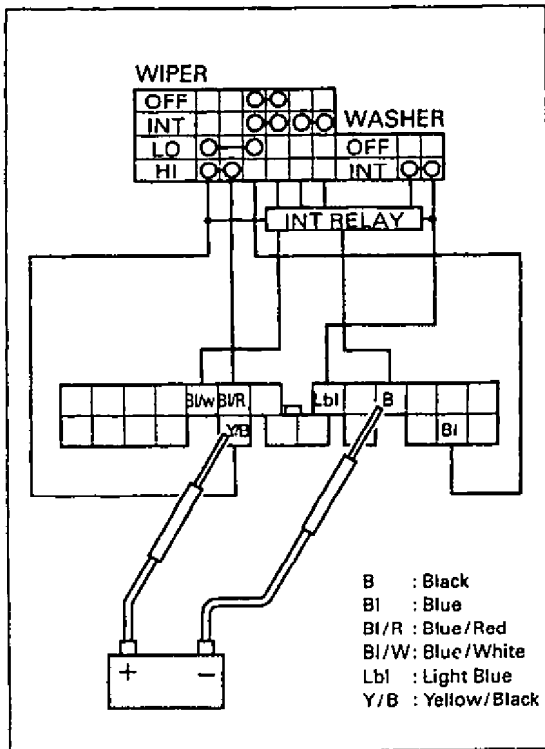 WIPER
OFF
INT
LO
HI
WASHER
OFF
INT
INT RELAY
Bl/W Bl/R Lbl B
Y/B Bl
+ −
B : Black
Bl : Blue
Bl/R : Blue/Red
Bl/W : Blue/White
Lbl : Light Blue
Y/B : Yellow/Black